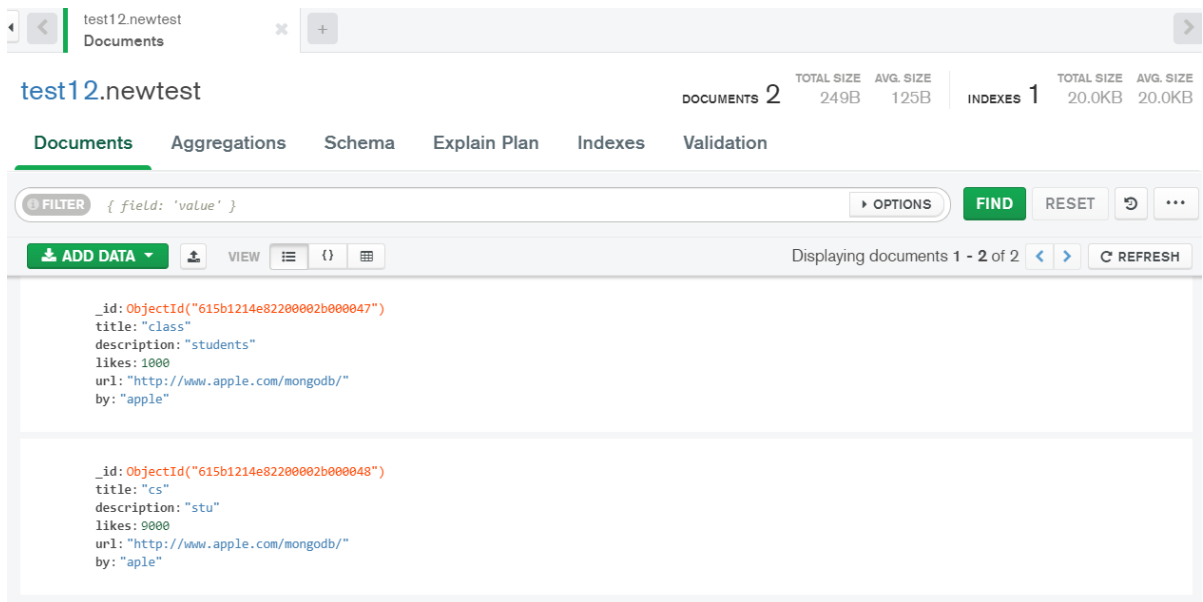 test12.newtest
Documents
test12.newtest
DOCUMENTS 2 TOTAL SIZE 249B AVG. SIZE 125B INDEXES 1 TOTAL SIZE 20.0KB AVG. SIZE 20.0KB
Documents Aggregations Schema Explain Plan Indexes Validation
FILTER { field: 'value' } OPTIONS FIND RESET
ADD DATA VIEW {} Displaying documents 1 - 2 of 2 REFRESH
_id: ObjectId("615b1214e82200002b000047")
title: "class"
description: "students"
likes: 1000
url: "http://www.apple.com/mongodb/"
by: "apple"
_id: ObjectId("615b1214e82200002b000048")
title: "cs"
description: "stu"
likes: 9000
url: "http://www.apple.com/mongodb/"
by: "aple"